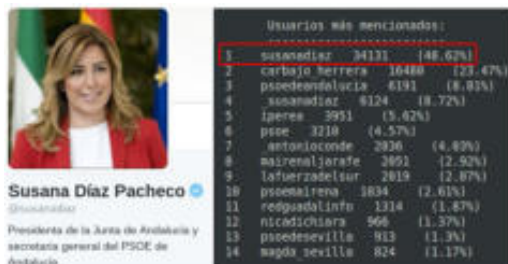 Susana Díaz Pacheco
@susanadiaz
Presidenta de la Junta de Andalucía y
secretaria general del PSOE de
Andalucía
Usuarios más mencionados:
1 susanadiaz 34131 (48.62%)
2 carbajo_herrera 16480 (23.47%)
3 psoedeandalucia 6191 (8.81%)
4 _susanadiaz 6124 (8.72%)
5 iperea 3951 (5.62%)
6 psoe 3210 (4.57%)
7 _antonioconde 2836 (4.03%)
8 mairenaljarafe 2051 (2.92%)
9 lafuerzadelsur 2019 (2.87%)
10 psoemairena 1834 (2.61%)
11 redguadalinfo 1314 (1.87%)
12 nicadichiara 966 (1.37%)
13 psoedesevilla 913 (1.3%)
14 magda_sevilla 824 (1.17%)